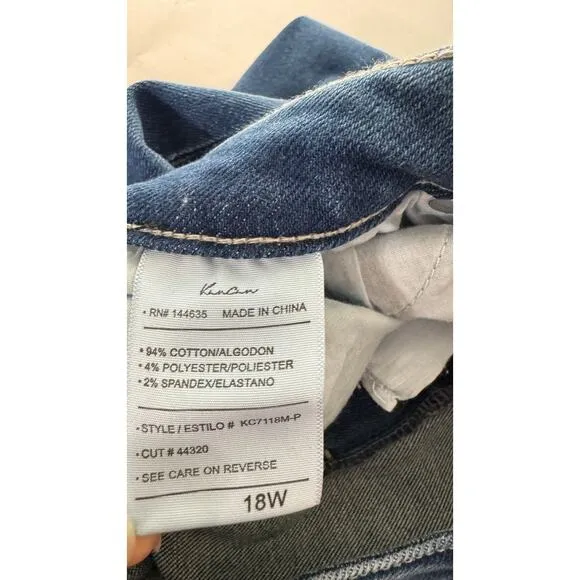 KanCan
• RN# 144635 MADE IN CHINA
• 94% COTTON/ALGODON
• 4% POLYESTER/POLIESTER
• 2% SPANDEX/ELASTANO
• STYLE / ESTILO # KC7118M-P
• CUT # 44320
• SEE CARE ON REVERSE
18W